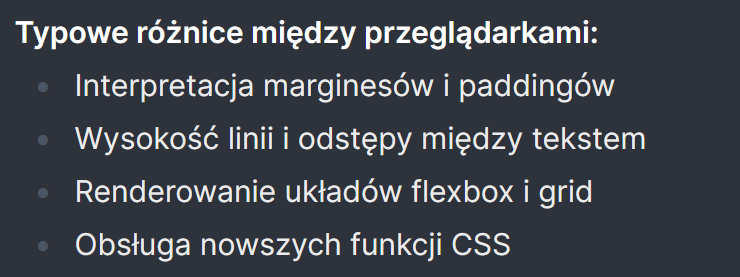 Typowe różnice między przeglądarkami:
Interpretacja marginesów i paddingów
Wysokość linii i odstępy między tekstem
Renderowanie układów flexbox i grid
Obsługa nowszych funkcji CSS